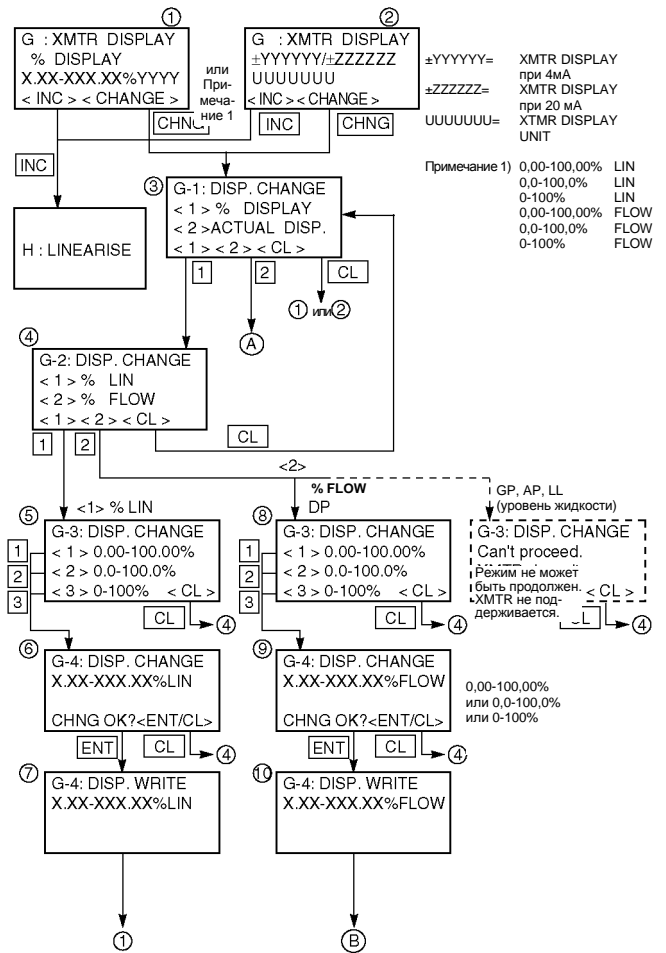 ①
G : XMTR DISPLAY
% DISPLAY
X.XX-XXX.XX%YYYY
< INC > < CHANGE >
или
При-
меча-
ние 1
②
G : XMTR DISPLAY
±YYYYYY/±ZZZZZZ
UUUUUUU
< INC > < CHANGE >
±YYYYYY= XMTR DISPLAY
при 4мА
±ZZZZZZ= XMTR DISPLAY
при 20 мА
UUUUUUU= XTMR DISPLAY
UNIT
Примечание 1) 0,00-100,00% LIN
0,0-100,0% LIN
0-100% LIN
0,00-100,00% FLOW
0,0-100,0% FLOW
0-100% FLOW
CHNG
INC
CHNG
INC
H : LINEARISE
③
G-1: DISP. CHANGE
< 1 > % DISPLAY
< 2 >ACTUAL DISP.
< 1 > < 2 > < CL >
1
2
CL
① или ②
A
④
G-2: DISP. CHANGE
< 1 > % LIN
< 2 > % FLOW
< 1 > < 2 > < CL >
1
2
CL
<2>
<1> % LIN
% FLOW
DP
GP, AP, LL
(уровень жидкости)
⑤
G-3: DISP. CHANGE
< 1 > 0.00-100.00%
< 2 > 0.0-100.0%
< 3 > 0-100% < CL >
1
2
3
CL
④
⑧
G-3: DISP. CHANGE
< 1 > 0.00-100.00%
< 2 > 0.0-100.0%
< 3 > 0-100% < CL >
1
2
3
CL
④
G-3: DISP. CHANGE
Can't proceed.
Режим не может
быть продолжен.
XMTR не под-
держивается.
< CL >
④
⑥
G-4: DISP. CHANGE
X.XX-XXX.XX%LIN
CHNG OK?<ENT/CL>
ENT
CL
④
⑨
G-4: DISP. CHANGE
X.XX-XXX.XX%FLOW
CHNG OK?<ENT/CL>
ENT
CL
④
0,00-100,00%
или 0,0-100,0%
или 0-100%
⑦
G-4: DISP. WRITE
X.XX-XXX.XX%LIN
①
⑩
G-4: DISP. WRITE
X.XX-XXX.XX%FLOW
B